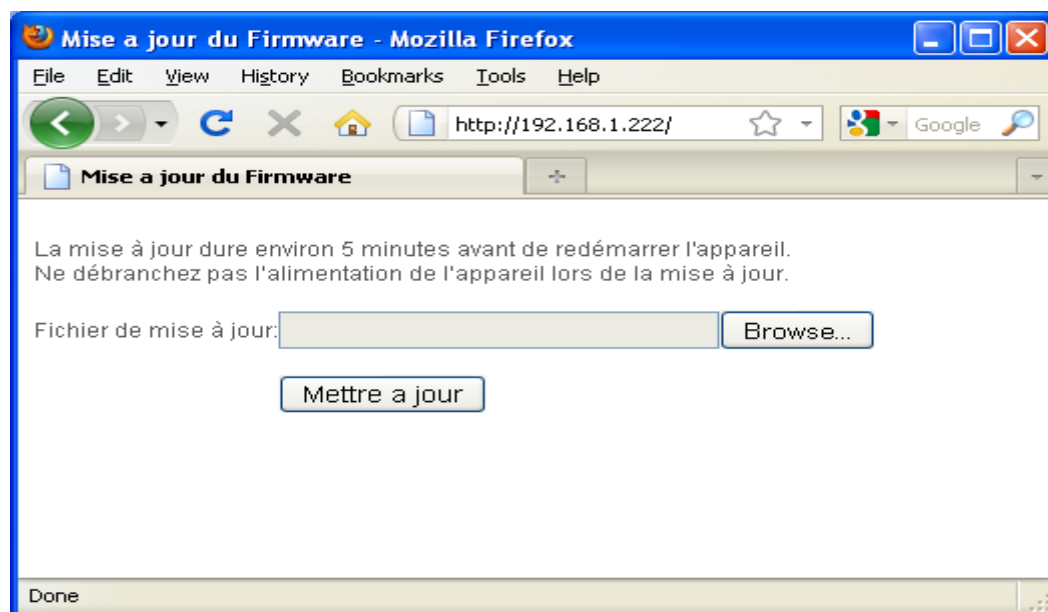 Mise a jour du Firmware - Mozilla Firefox
File Edit View History Bookmarks Tools Help
http://192.168.1.222/ Google
Mise a jour du Firmware
La mise à jour dure environ 5 minutes avant de redémarrer l'appareil.
Ne débranchez pas l'alimentation de l'appareil lors de la mise à jour.
Fichier de mise à jour: Browse...
Mettre a jour
Done